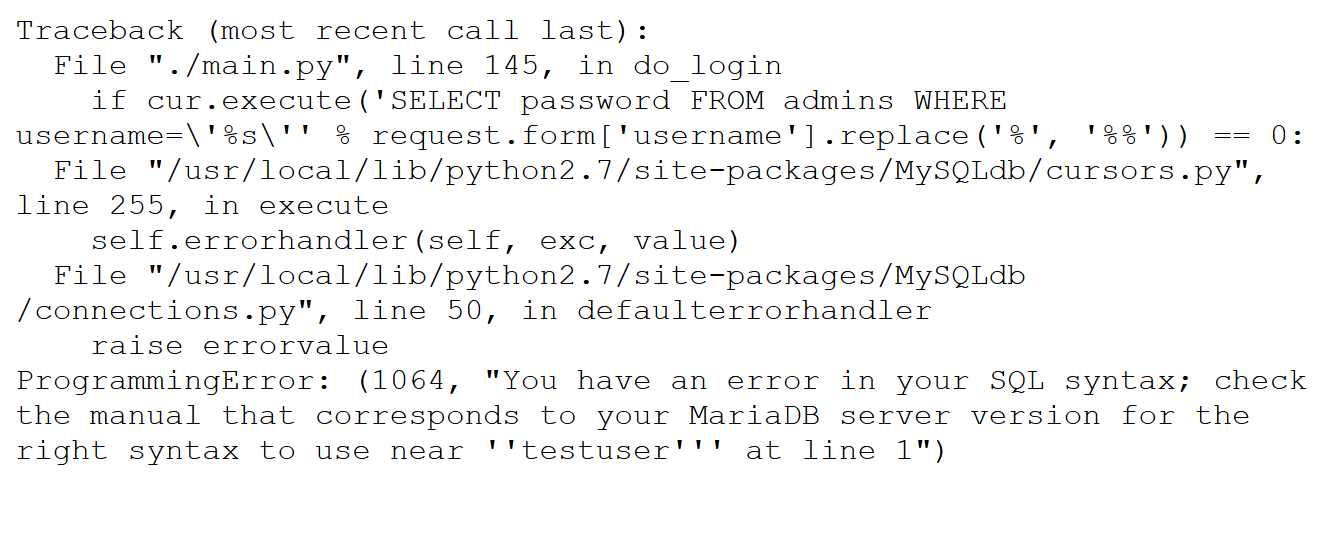 Traceback (most recent call last):
  File "./main.py", line 145, in do_login
    if cur.execute('SELECT password FROM admins WHERE
username=\'%s\'' % request.form['username'].replace('%', '%%')) == 0:
  File "/usr/local/lib/python2.7/site-packages/MySQLdb/cursors.py",
line 255, in execute
    self.errorhandler(self, exc, value)
  File "/usr/local/lib/python2.7/site-packages/MySQLdb
/connections.py", line 50, in defaulterrorhandler
    raise errorvalue
ProgrammingError: (1064, "You have an error in your SQL syntax; check
the manual that corresponds to your MariaDB server version for the
right syntax to use near ''testuser''' at line 1")